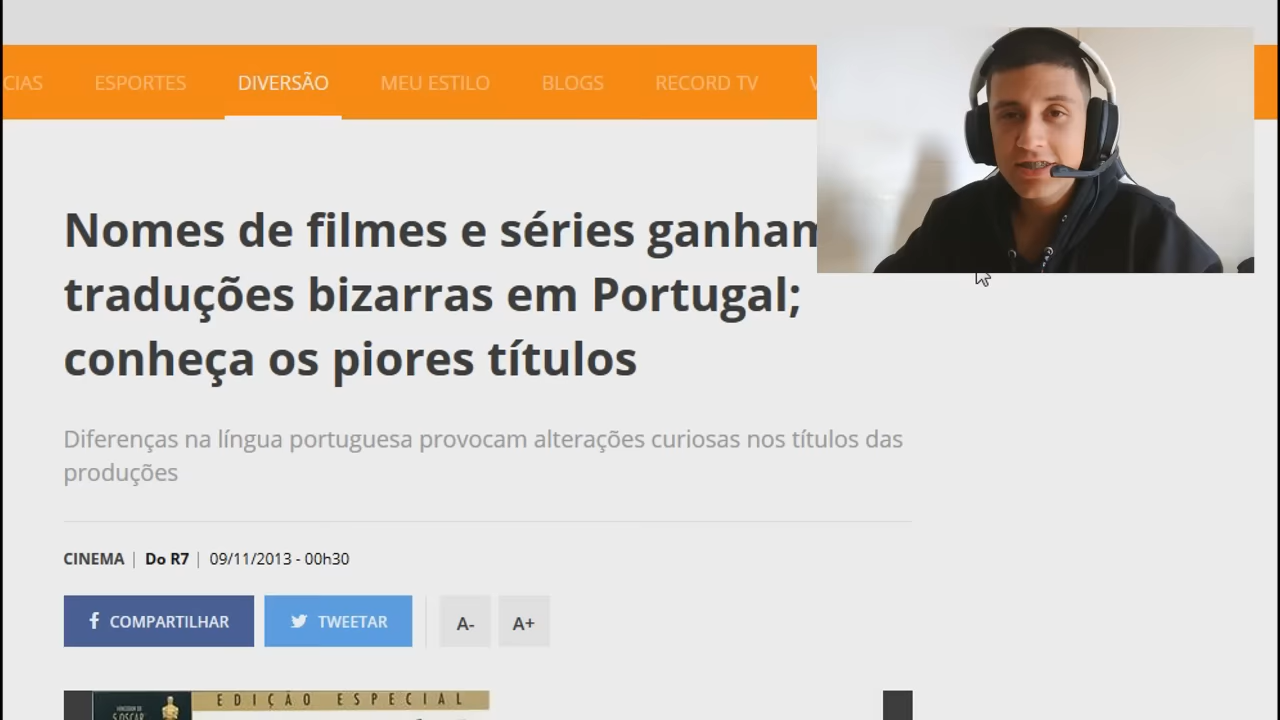 CIAS ESPORTES DIVERSÃO MEU ESTILO BLOGS RECORD TV
Nomes de filmes e séries ganham
traduções bizarras em Portugal;
conheça os piores títulos
Diferenças na língua portuguesa provocam alterações curiosas nos títulos das
produções
CINEMA | Do R7 | 09/11/2013 - 00h30
f COMPARTILHAR TWEETAR A- A+
EDIÇÃO ESPECIAL